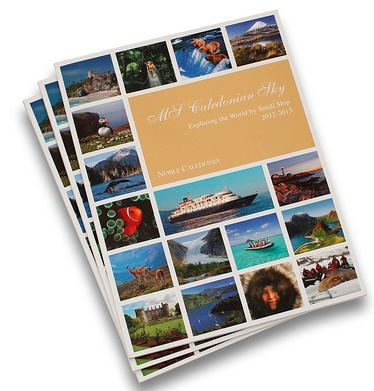 MS Caledonian Sky
Exploring the World by Small Ship
2012-2013
NOBLE CALEDONIA